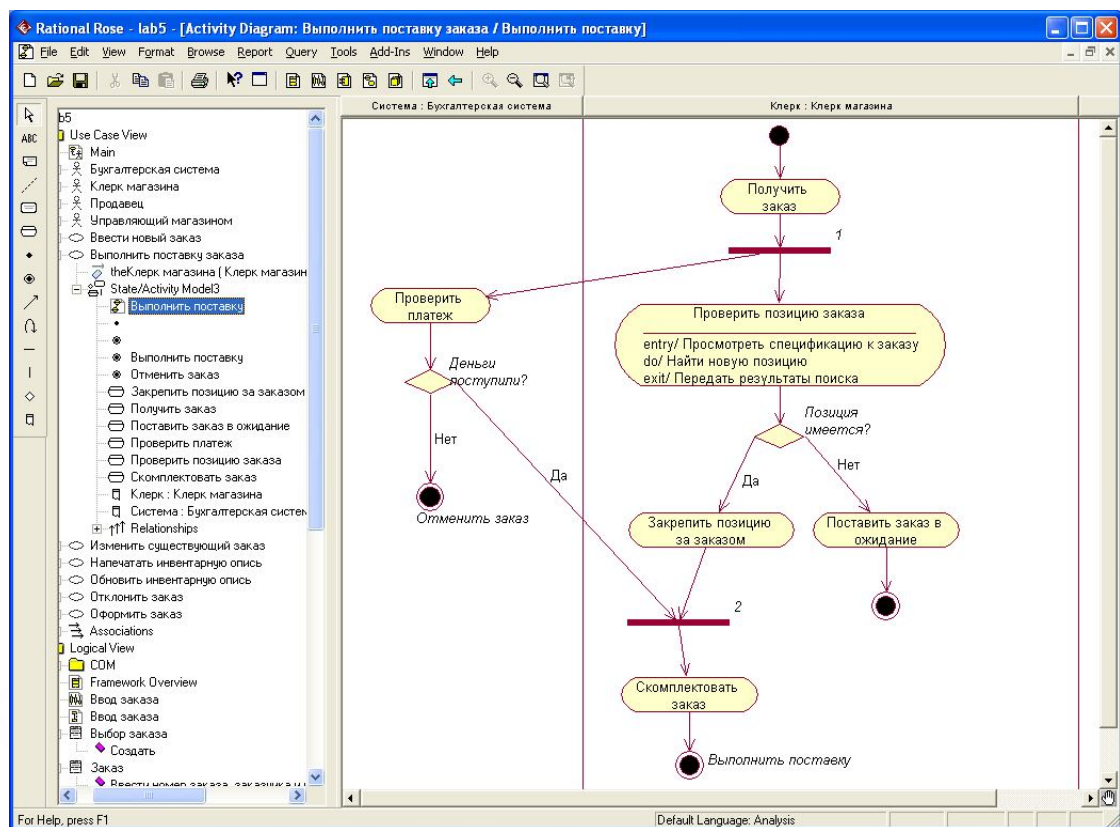 Rational Rose - lab5 - [Activity Diagram: Выполнить поставку заказа / Выполнить поставку]
File Edit View Format Browse Report Query Tools Add-Ins Window Help
ABC
b5
Use Case View
Main
Бухгалтерская система
Клерк магазина
Продавец
Управляющий магазином
Ввести новый заказ
Выполнить поставку заказа
theКлерк магазина ( Клерк магазин
State/Activity Model3
Выполнить поставку
Выполнить поставку
Отменить заказ
Закрепить позицию за заказом
Получить заказ
Поставить заказ в ожидание
Проверить платеж
Проверить позицию заказа
Скомплектовать заказ
Клерк : Клерк магазина
Система : Бухгалтерская систем
Relationships
Изменить существующий заказ
Напечатать инвентарную опись
Обновить инвентарную опись
Отклонить заказ
Оформить заказ
Associations
Logical View
COM
Framework Overview
Ввод заказа
Ввод заказа
Выбор заказа
Создать
Заказ
Ввести номер заказа, заказчика и
Система : Бухгалтерская система
Клерк : Клерк магазина
Получить
заказ
1
Проверить
платеж
Проверить позицию заказа
entry/ Просмотреть спецификацию к заказу
do/ Найти новую позицию
exit/ Передать результаты поиска
Деньги
поступили?
Позиция
имеется?
Нет
Да
Да
Нет
Отменить заказ
Закрепить позицию
за заказом
Поставить заказ в
ожидание
2
Скомплектовать
заказ
Выполнить поставку
For Help, press F1
Default Language: Analysis